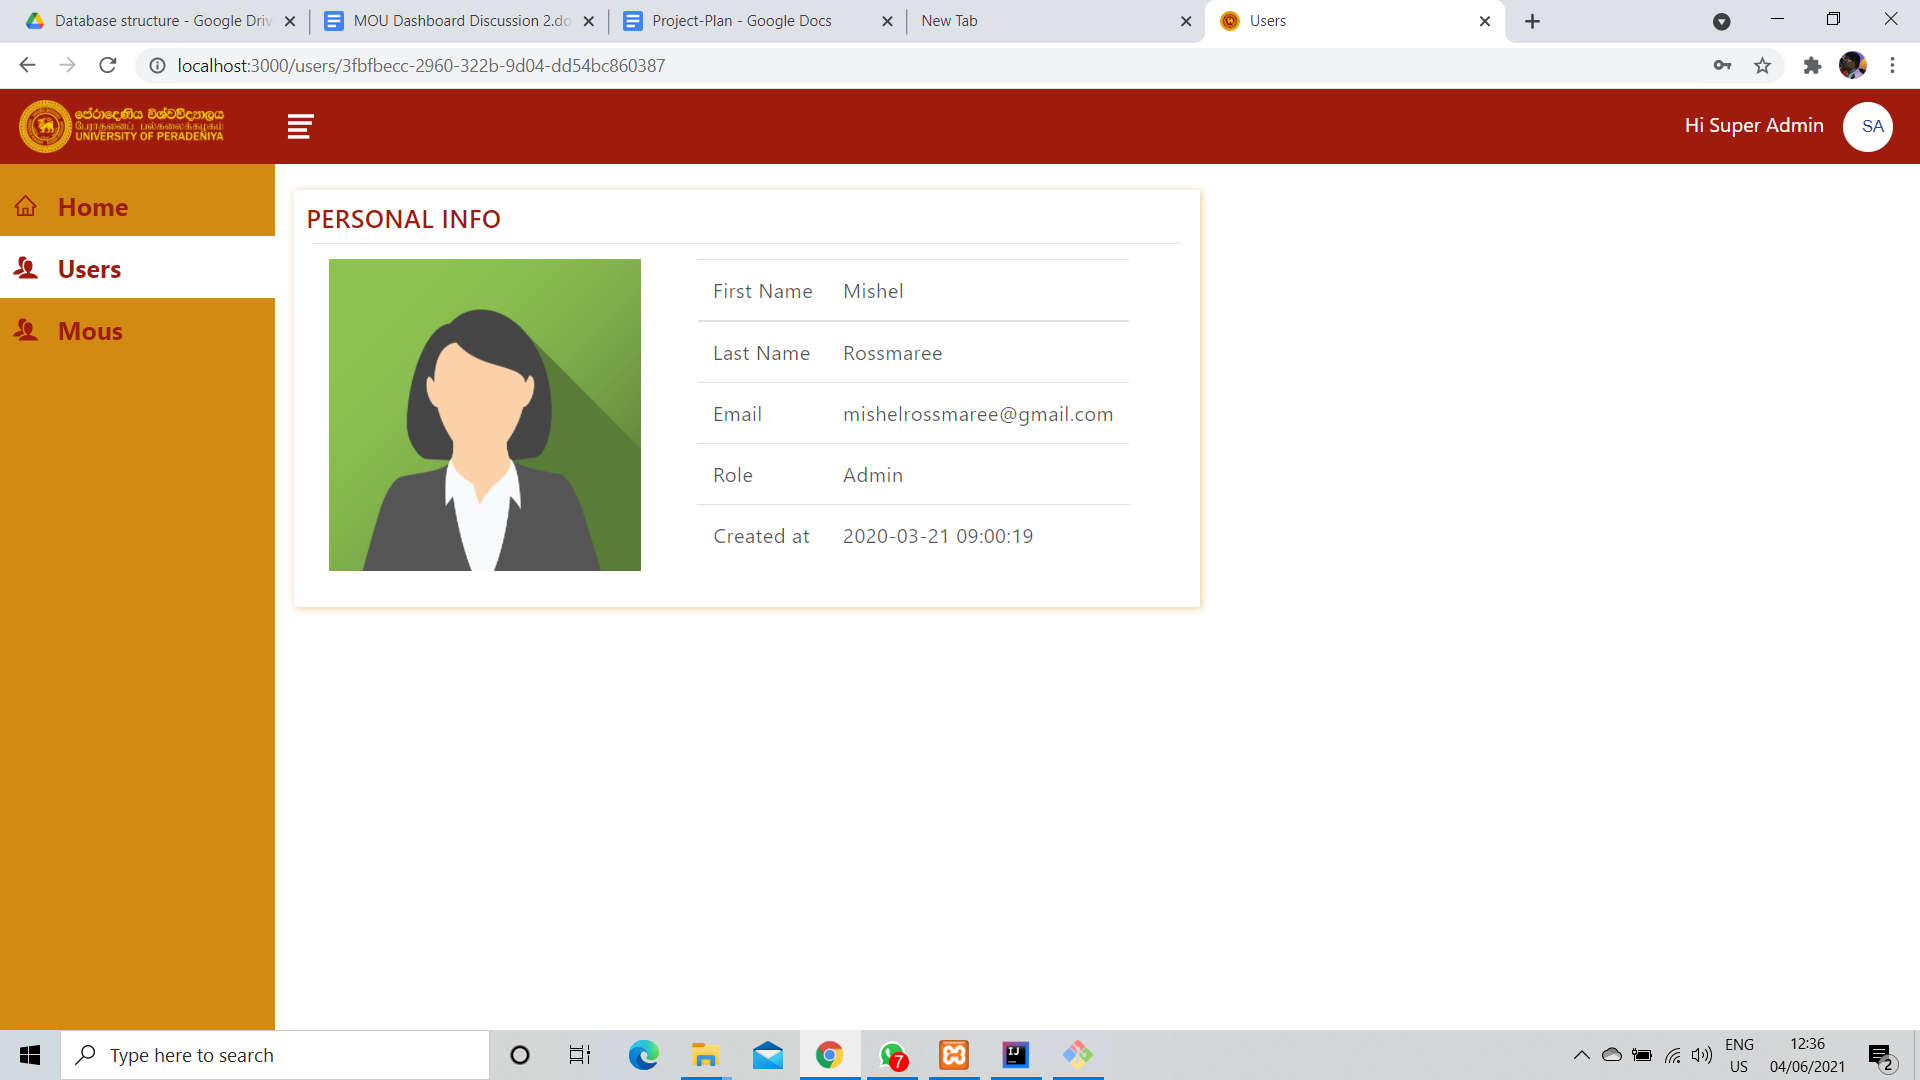 Database structure - Google Driv
MOU Dashboard Discussion 2.do
Project-Plan - Google Docs
New Tab
Users
localhost:3000/users/3fbfbecc-2960-322b-9d04-dd54bc860387
පේරාදෙණිය විශ්වවිද්‍යාලය
பேராதனைப் பல்கலைக்கழகம்
UNIVERSITY OF PERADENIYA
Hi Super Admin
SA
Home
Users
Mous
PERSONAL INFO
First Name Mishel
Last Name Rossmaree
Email mishelrossmaree@gmail.com
Role Admin
Created at 2020-03-21 09:00:19
Type here to search
7
IJ
ENG
US
12:36
04/06/2021
2